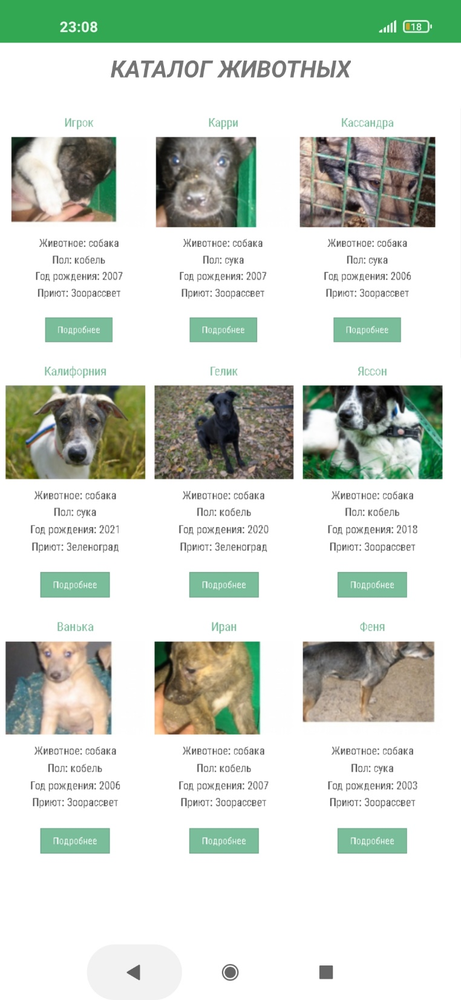 23:08
18
КАТАЛОГ ЖИВОТНЫХ
Игрок
Животное: собака
Пол: кобель
Год рождения: 2007
Приют: Зоорассвет
Подробнее
Карри
Животное: собака
Пол: сука
Год рождения: 2007
Приют: Зоорассвет
Подробнее
Кассандра
Животное: собака
Пол: сука
Год рождения: 2006
Приют: Зоорассвет
Подробнее
Калифорния
Животное: собака
Пол: сука
Год рождения: 2021
Приют: Зеленоград
Подробнее
Гелик
Животное: собака
Пол: кобель
Год рождения: 2020
Приют: Зеленоград
Подробнее
Яссон
Животное: собака
Пол: кобель
Год рождения: 2018
Приют: Зоорассвет
Подробнее
Ванька
Животное: собака
Пол: кобель
Год рождения: 2006
Приют: Зоорассвет
Подробнее
Иран
Животное: собака
Пол: кобель
Год рождения: 2007
Приют: Зоорассвет
Подробнее
Феня
Животное: собака
Пол: сука
Год рождения: 2003
Приют: Зоорассвет
Подробнее